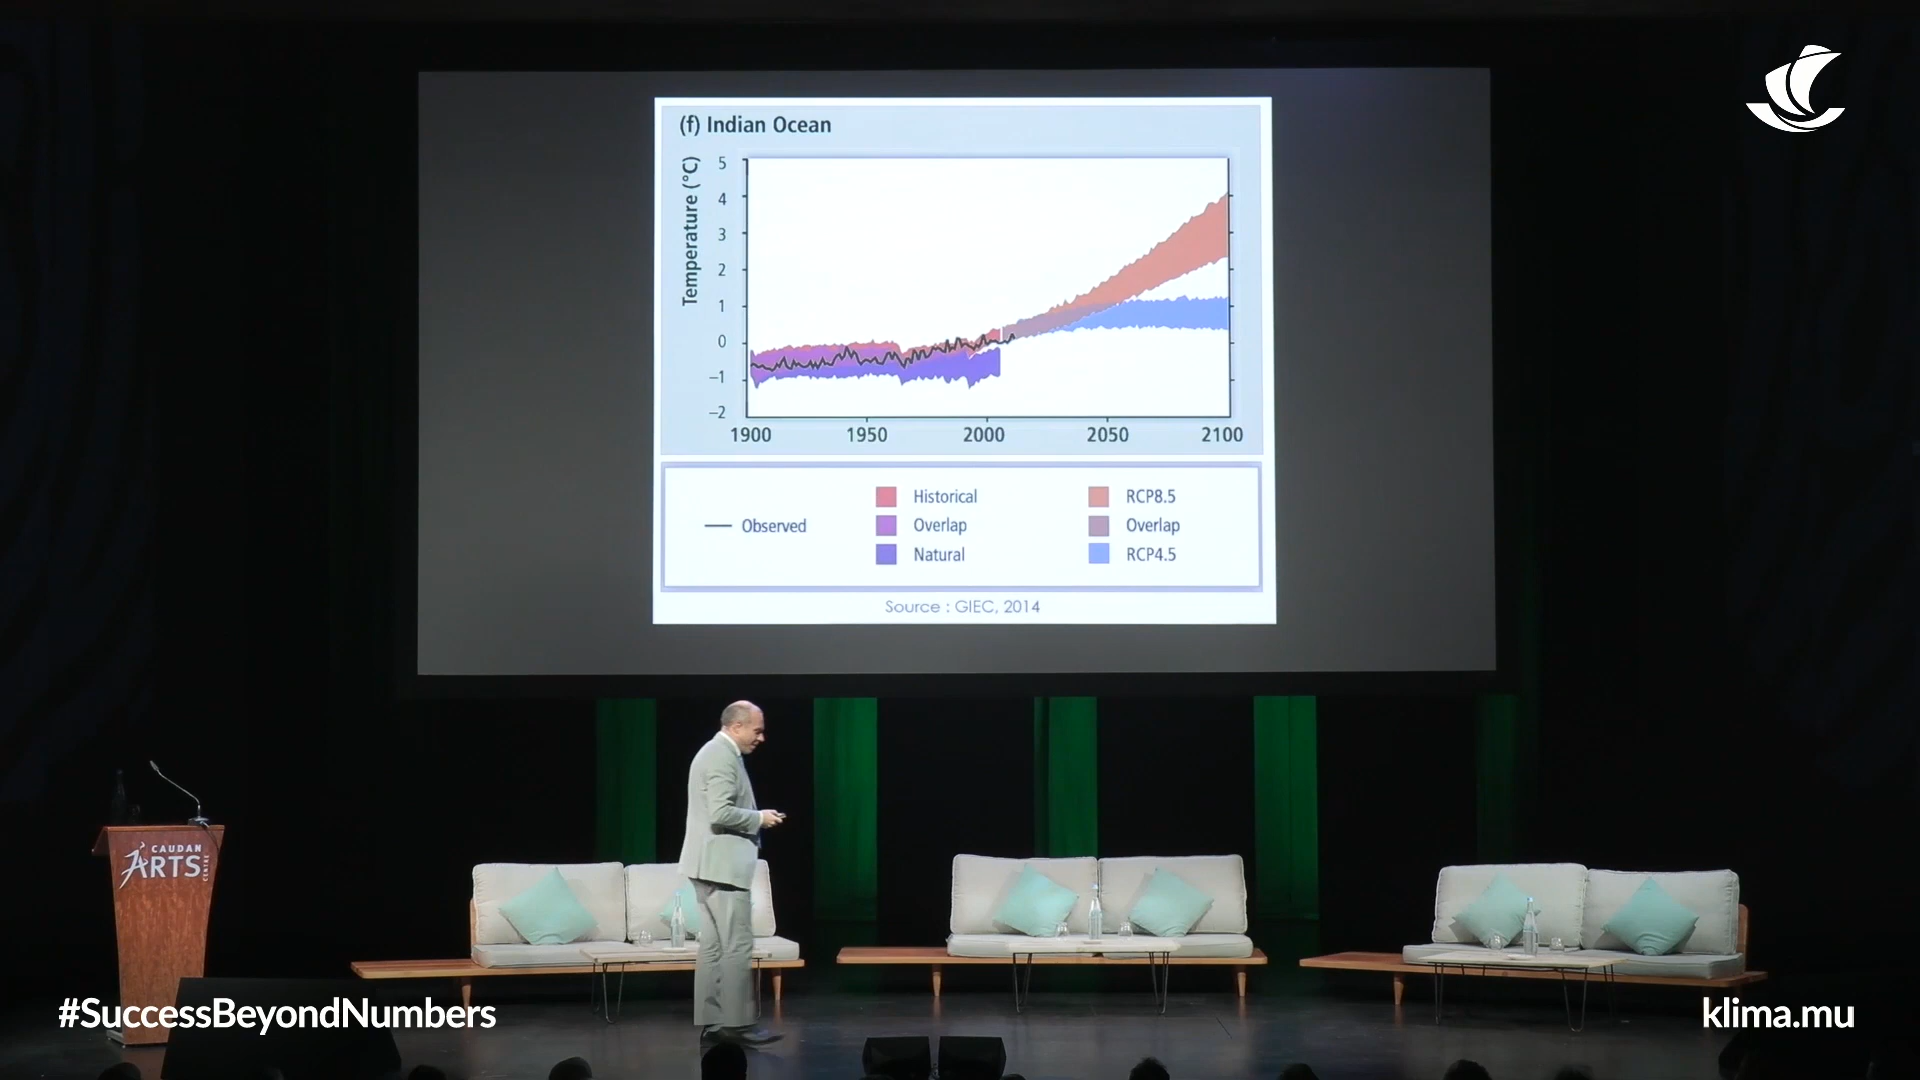 (f) Indian Ocean
Temperature (°C)
5
4
3
2
1
0
−1
−2
1900 1950 2000 2050 2100
Observed
Historical
Overlap
Natural
RCP8.5
Overlap
RCP4.5
Source : GIEC, 2014
CAUDAN
ARTS
CENTRE
#SuccessBeyondNumbers
klima.mu